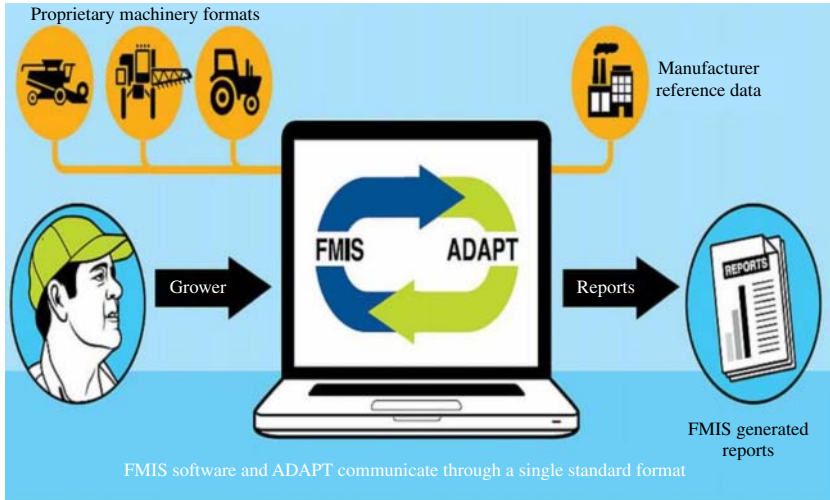 Proprietary machinery formats
Manufacturer
reference data
FMIS
ADAPT
Grower
Reports
REPORTS
FMIS generated
reports
FMIS software and ADAPT communicate through a single standard format